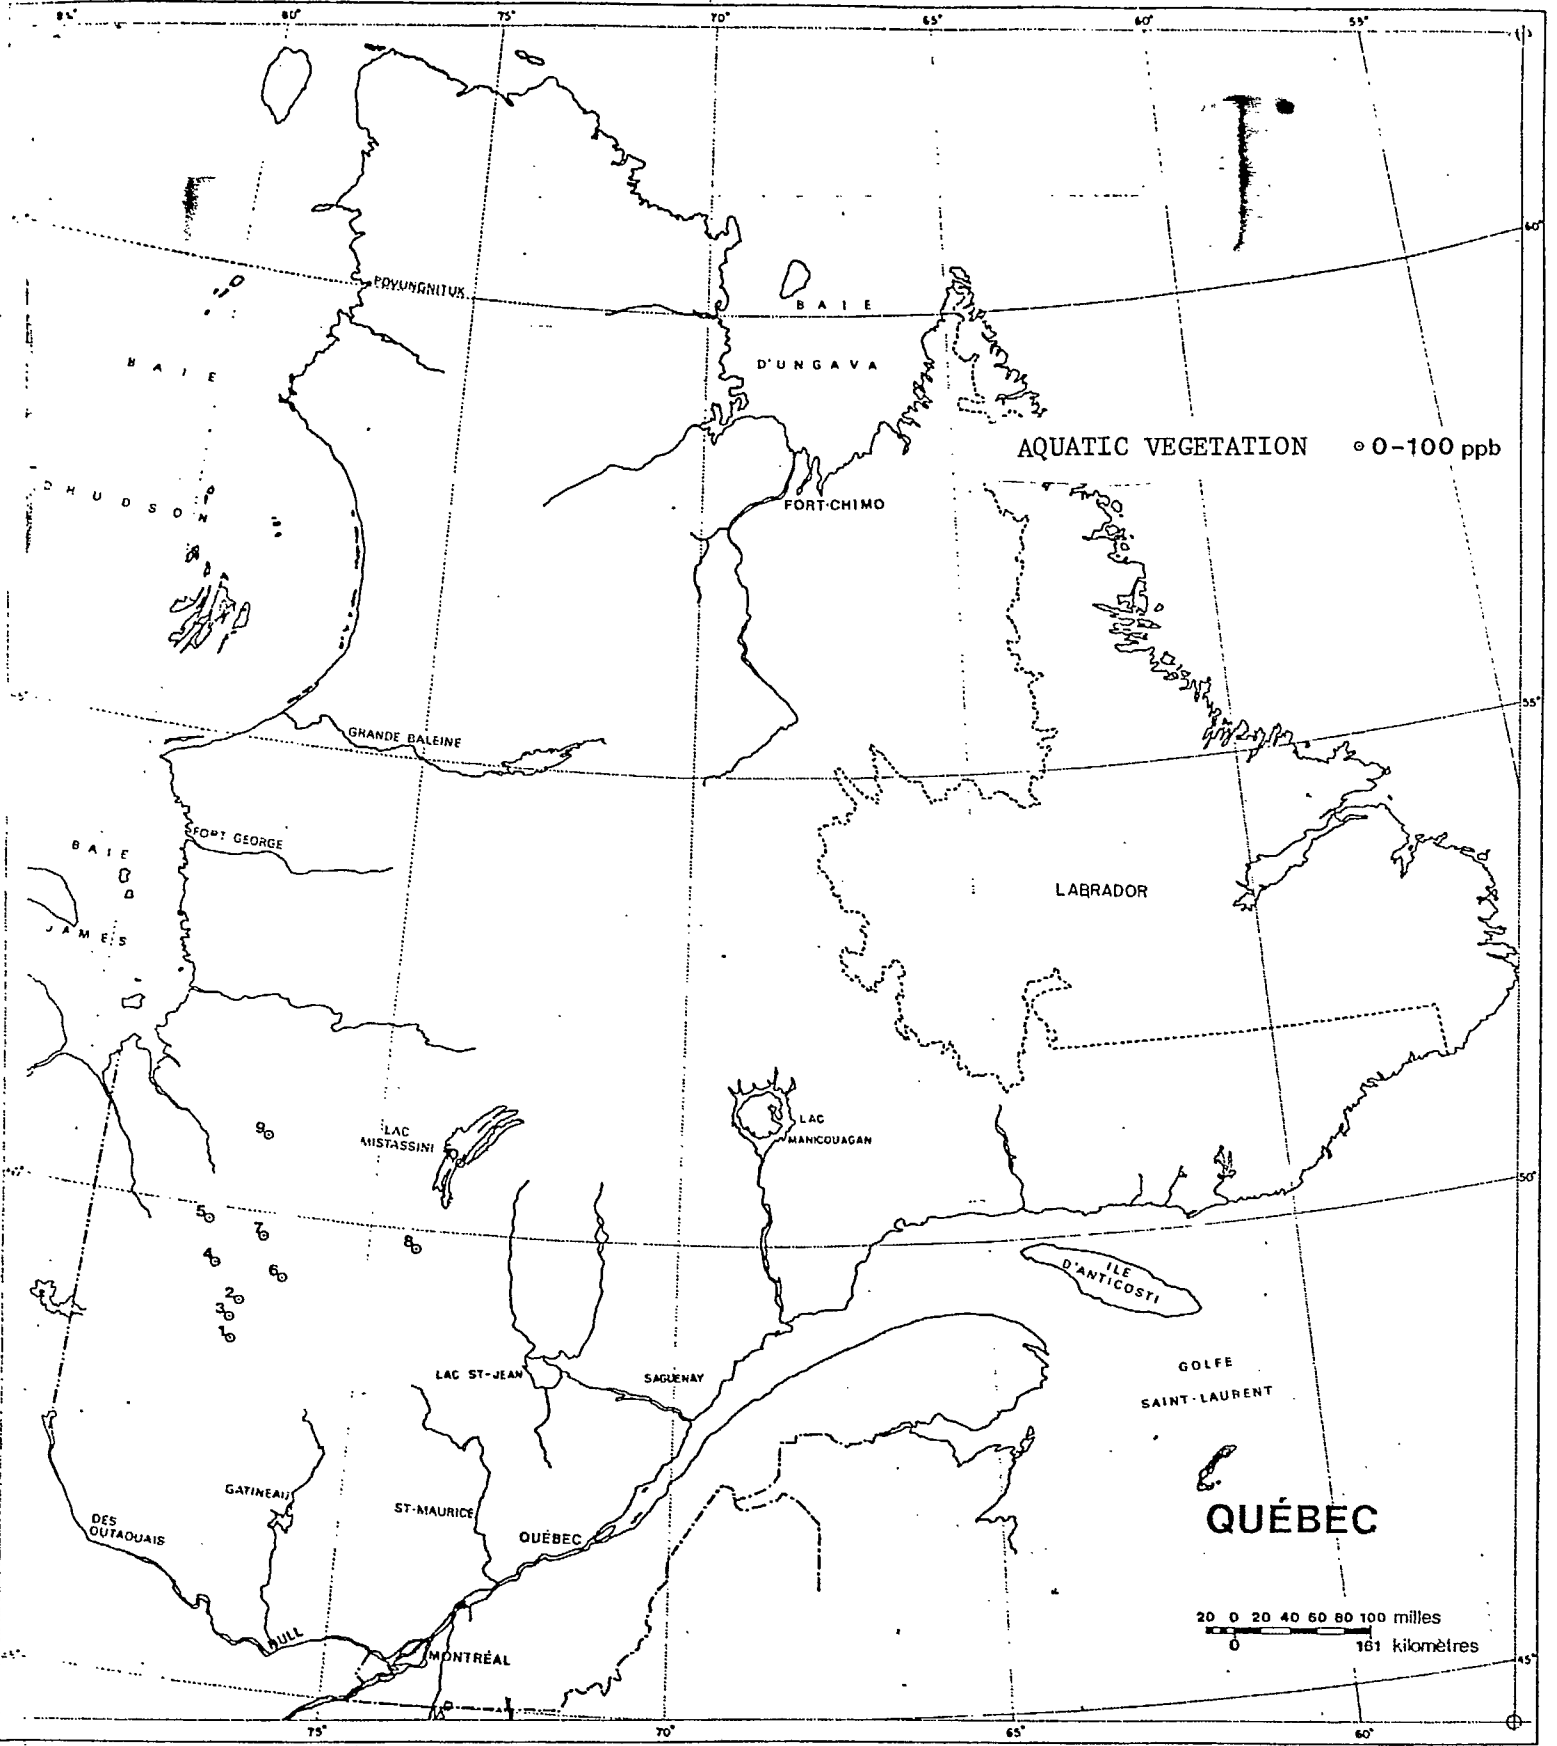 80° 75° 70° 65° 60° 55°
60°
POVUNGNITUK
BAIE
D'UNGAVA
BAIE
D'HUDSON
AQUATIC VEGETATION ⊙ 0-100 ppb
FORT-CHIMO
55°
GRANDE BALEINE
FORT GEORGE
BAIE
JAMES
LABRADOR
LAC
MISTASSINI
LAC
MANICOUAGAN
9
50°
5
7
4
8
6
2
3
1
ILE
D'ANTICOSTI
LAC ST-JEAN
SAGUENAY
GOLFE
SAINT-LAURENT
GATINEAU
ST-MAURICE
DES
OUTAOUAIS
QUÉBEC
QUÉBEC
20 0 20 40 60 80 100 milles
0 161 kilomètres
HULL
MONTRÉAL
45°
75° 70° 65° 60°